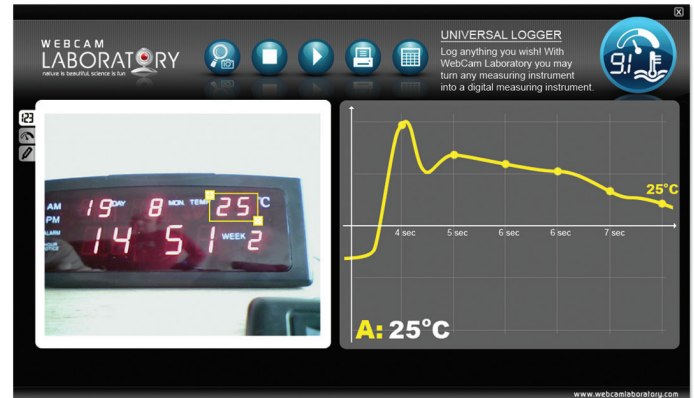 WEBCAM
LABORATORY
nature is beautiful, science is fun
UNIVERSAL LOGGER
Log anything you wish! With
WebCam Laboratory you may
turn any measuring instrument
into a digital measuring instrument.
9.1
123
AM
PM
ALARM
19 DAY 8 MON. TEMP 25 °C
14 51 WEEK 2
25°C
4 sec 5 sec 6 sec 6 sec 7 sec
A: 25°C
www.webcamlaboratory.com